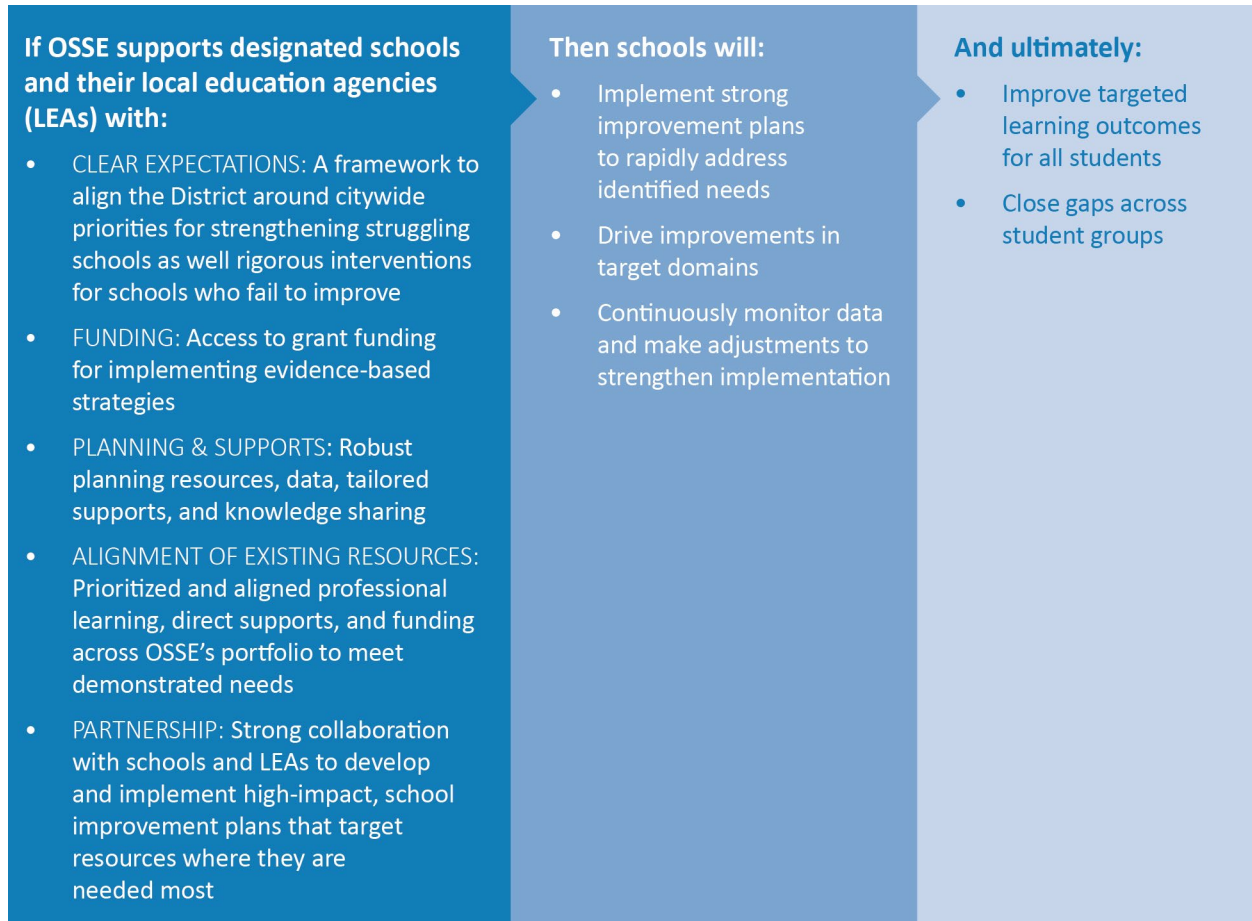 If OSSE supports designated schools
and their local education agencies
(LEAs) with:
• CLEAR EXPECTATIONS: A framework to
align the District around citywide
priorities for strengthening struggling
schools as well rigorous interventions
for schools who fail to improve
• FUNDING: Access to grant funding
for implementing evidence-based
strategies
• PLANNING & SUPPORTS: Robust
planning resources, data, tailored
supports, and knowledge sharing
• ALIGNMENT OF EXISTING RESOURCES:
Prioritized and aligned professional
learning, direct supports, and funding
across OSSE’s portfolio to meet
demonstrated needs
• PARTNERSHIP: Strong collaboration
with schools and LEAs to develop
and implement high-impact, school
improvement plans that target
resources where they are
needed most
Then schools will:
• Implement strong
improvement plans
to rapidly address
identified needs
• Drive improvements in
target domains
• Continuously monitor data
and make adjustments to
strengthen implementation
And ultimately:
• Improve targeted
learning outcomes
for all students
• Close gaps across
student groups